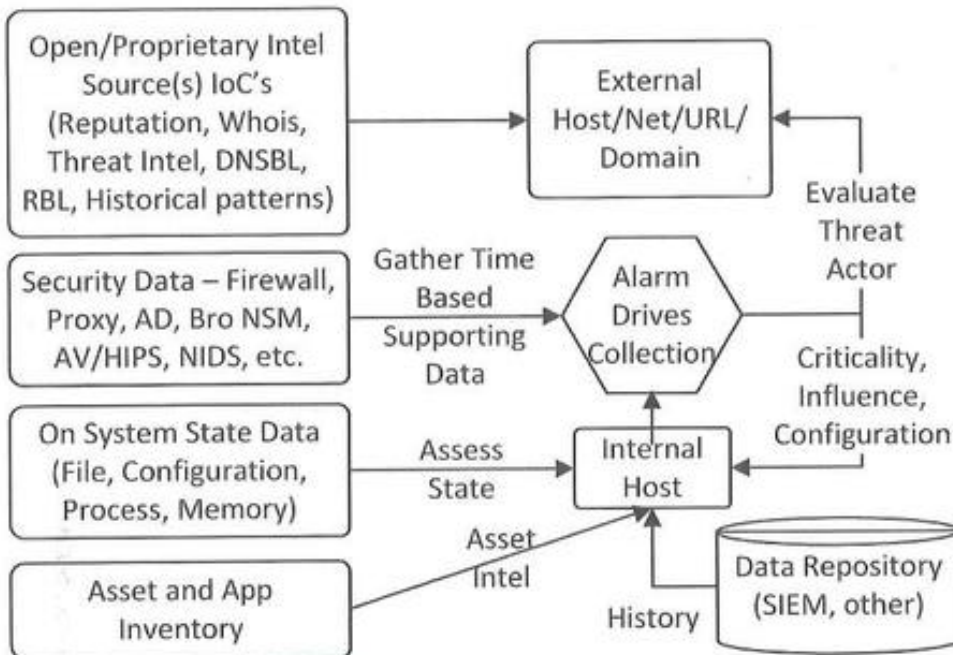 Open/Proprietary Intel
Source(s) IoC's
(Reputation, Whois,
Threat Intel, DNSBL,
RBL, Historical patterns)
External
Host/Net/URL/
Domain
Evaluate
Threat
Actor
Security Data – Firewall,
Proxy, AD, Bro NSM,
AV/HIPS, NIDS, etc.
Gather Time
Based
Supporting
Data
Alarm
Drives
Collection
Criticality,
Influence,
Configuration
On System State Data
(File, Configuration,
Process, Memory)
Assess
State
Internal
Host
Asset and App
Inventory
Asset
Intel
History
Data Repository
(SIEM, other)